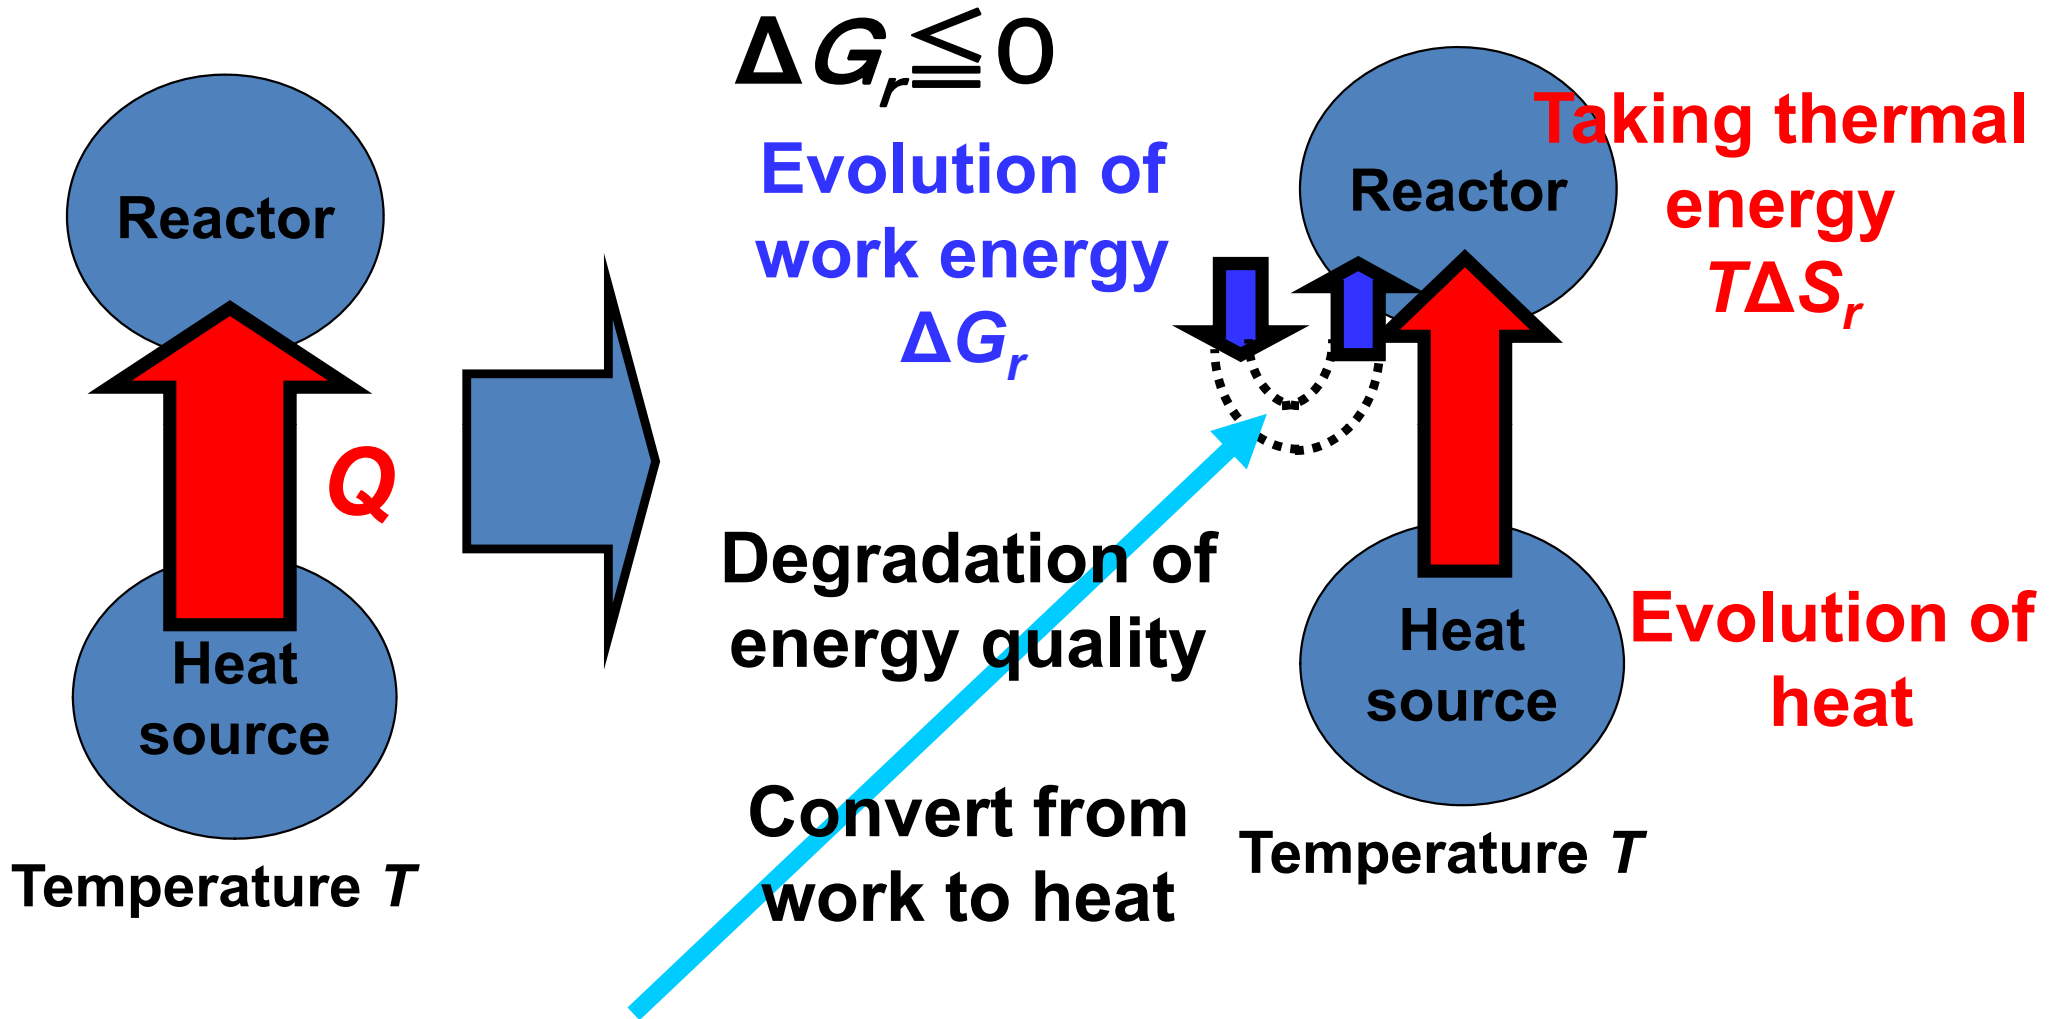 Reactor
Q
Heat
source
Temperature T
ΔGr≦0
Evolution of
work energy
ΔGr
Degradation of
energy quality
Convert from
work to heat
Reactor
Taking thermal
energy
TΔSr
Heat
source
Evolution of
heat
Temperature T